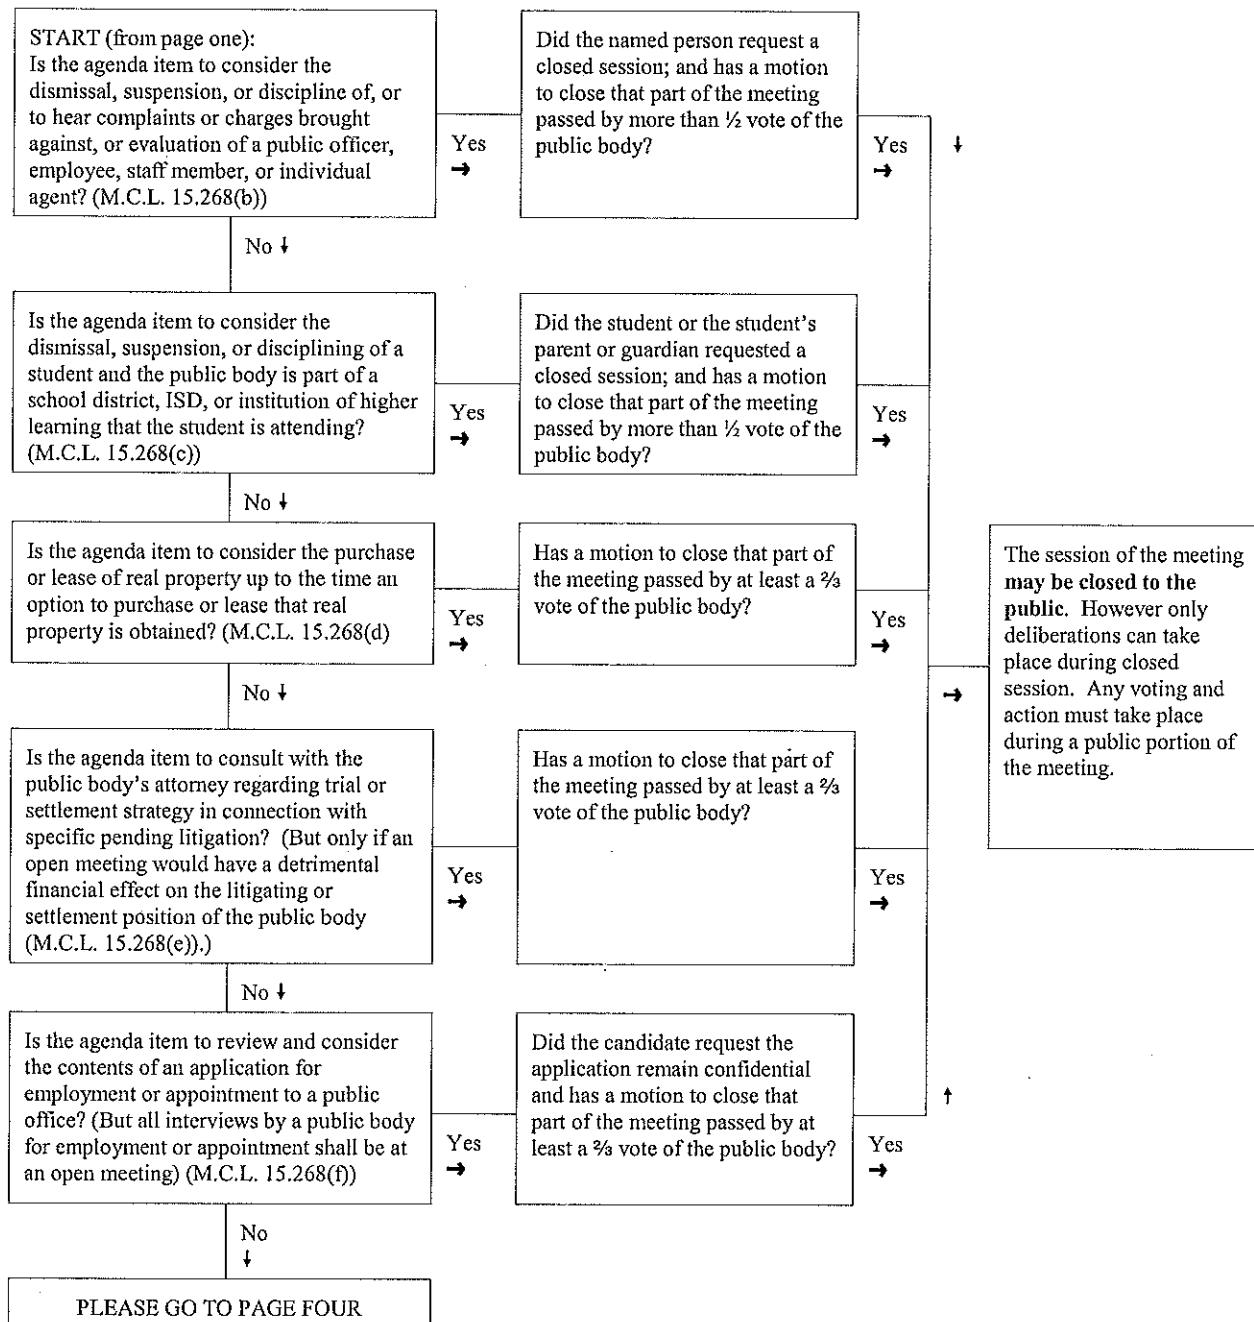 START (from page one):
Is the agenda item to consider the
dismissal, suspension, or discipline of, or
to hear complaints or charges brought
against, or evaluation of a public officer,
employee, staff member, or individual
agent? (M.C.L. 15.268(b))
Yes
→
Did the named person request a
closed session; and has a motion
to close that part of the meeting
passed by more than ½ vote of the
public body?
Yes
→
↓
No ↓
Is the agenda item to consider the
dismissal, suspension, or disciplining of a
student and the public body is part of a
school district, ISD, or institution of higher
learning that the student is attending?
(M.C.L. 15.268(c))
Yes
→
Did the student or the student's
parent or guardian requested a
closed session; and has a motion
to close that part of the meeting
passed by more than ½ vote of the
public body?
Yes
→
No ↓
Is the agenda item to consider the purchase
or lease of real property up to the time an
option to purchase or lease that real
property is obtained? (M.C.L. 15.268(d)
Yes
→
Has a motion to close that part of
the meeting passed by at least a ⅔
vote of the public body?
Yes
→
No ↓
Is the agenda item to consult with the
public body's attorney regarding trial or
settlement strategy in connection with
specific pending litigation? (But only if an
open meeting would have a detrimental
financial effect on the litigating or
settlement position of the public body
(M.C.L. 15.268(e)).)
Yes
→
Has a motion to close that part of
the meeting passed by at least a ⅔
vote of the public body?
Yes
→
→
The session of the meeting
may be closed to the
public. However only
deliberations can take
place during closed
session. Any voting and
action must take place
during a public portion of
the meeting.
No ↓
Is the agenda item to review and consider
the contents of an application for
employment or appointment to a public
office? (But all interviews by a public body
for employment or appointment shall be at
an open meeting) (M.C.L. 15.268(f))
Yes
→
Did the candidate request the
application remain confidential
and has a motion to close that
part of the meeting passed by at
least a ⅔ vote of the public body?
Yes
→
↑
No
↓
PLEASE GO TO PAGE FOUR